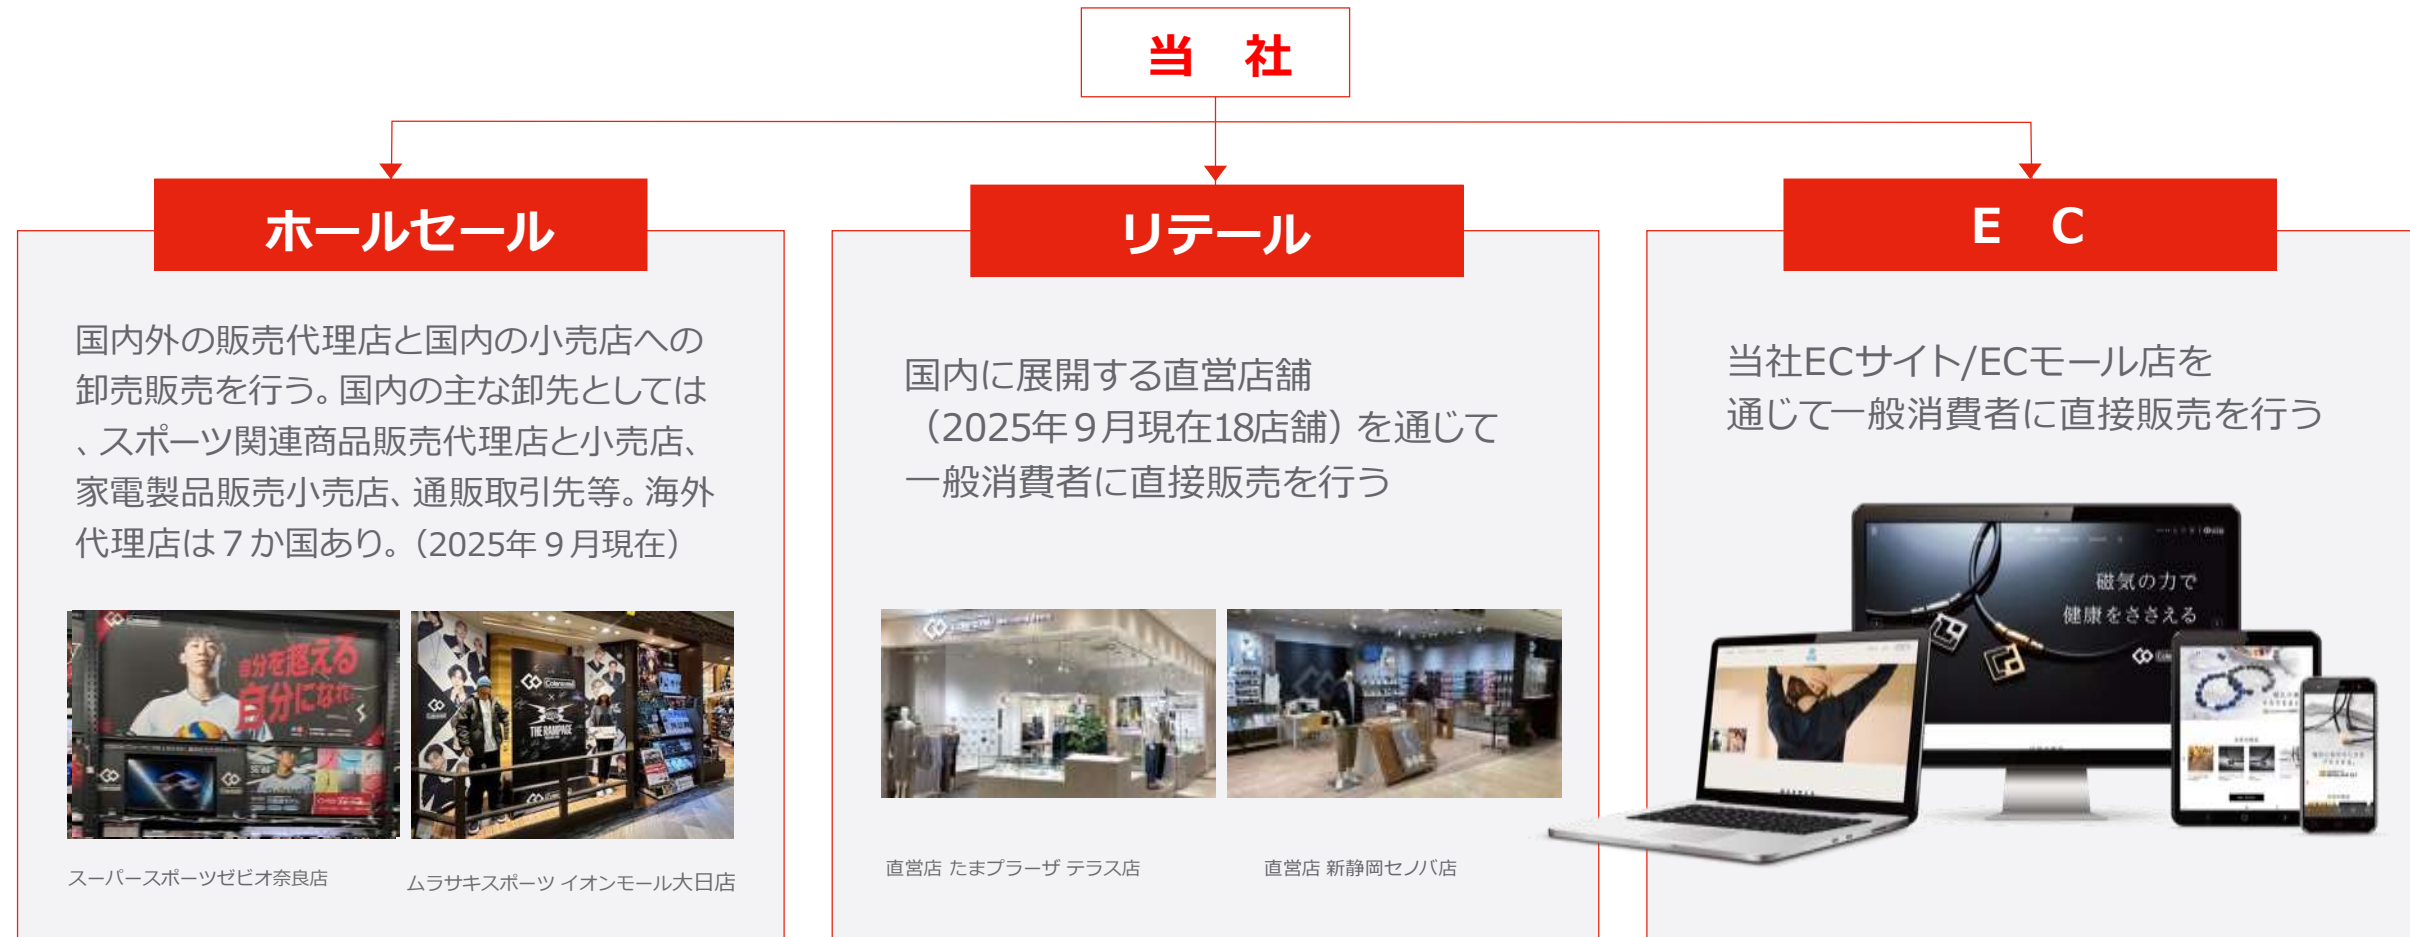 当 社
ホールセール
国内外の販売代理店と国内の小売店への
卸売販売を行う。国内の主な卸先としては
、スポーツ関連商品販売代理店と小売店、
家電製品販売小売店、通販取引先等。海外
代理店は７か国あり。（2025年９月現在）
自分を超える
自分になれ。
Colantotte
THE RAMPAGE
スーパースポーツゼビオ奈良店
ムラサキスポーツ イオンモール大日店
リテール
国内に展開する直営店舗
（2025年９月現在18店舗）を通じて
一般消費者に直接販売を行う
直営店 たまプラーザ テラス店
直営店 新静岡セノバ店
E C
当社ECサイト/ECモール店を
通じて一般消費者に直接販売を行う
磁気の力で
健康をささえる